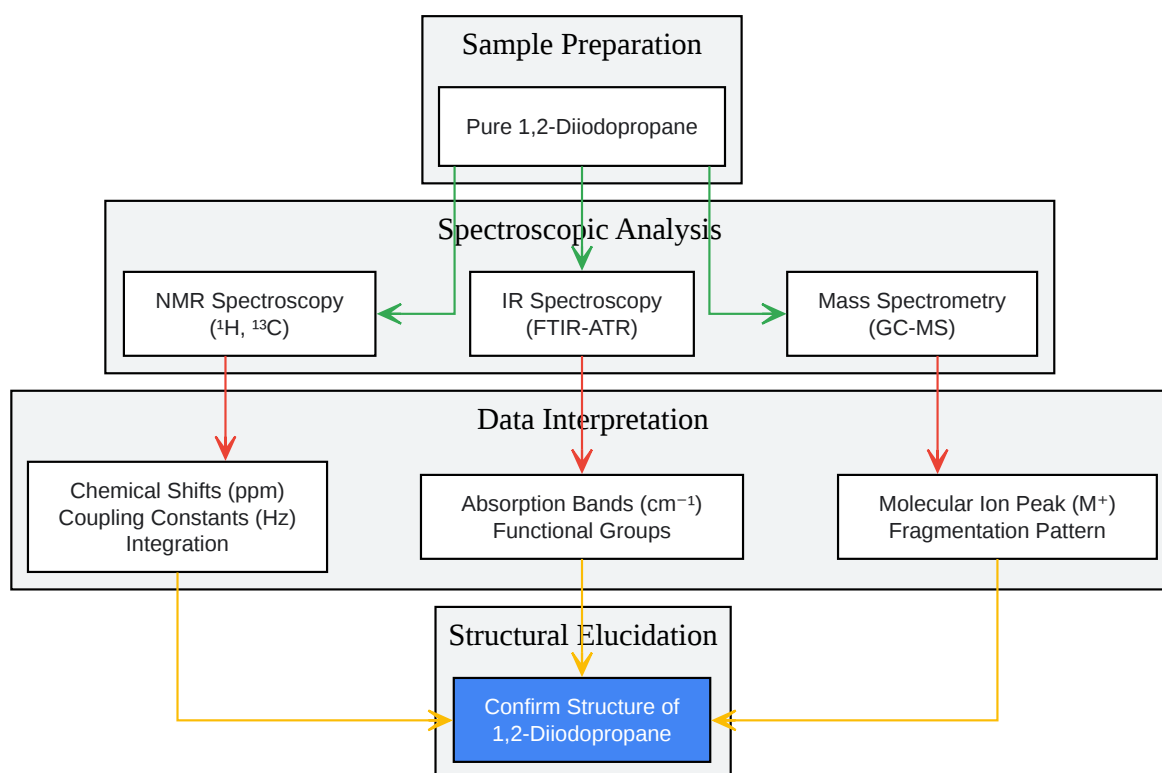 Sample Preparation
Pure 1,2-Diiodopropane
Spectroscopic Analysis
NMR Spectroscopy
(¹H, ¹³C)
IR Spectroscopy
(FTIR-ATR)
Mass Spectrometry
(GC-MS)
Data Interpretation
Chemical Shifts (ppm)
Coupling Constants (Hz)
Integration
Absorption Bands (cm⁻¹)
Functional Groups
Molecular Ion Peak (M⁺)
Fragmentation Pattern
Structural Elucidation
Confirm Structure of
1,2-Diiodopropane